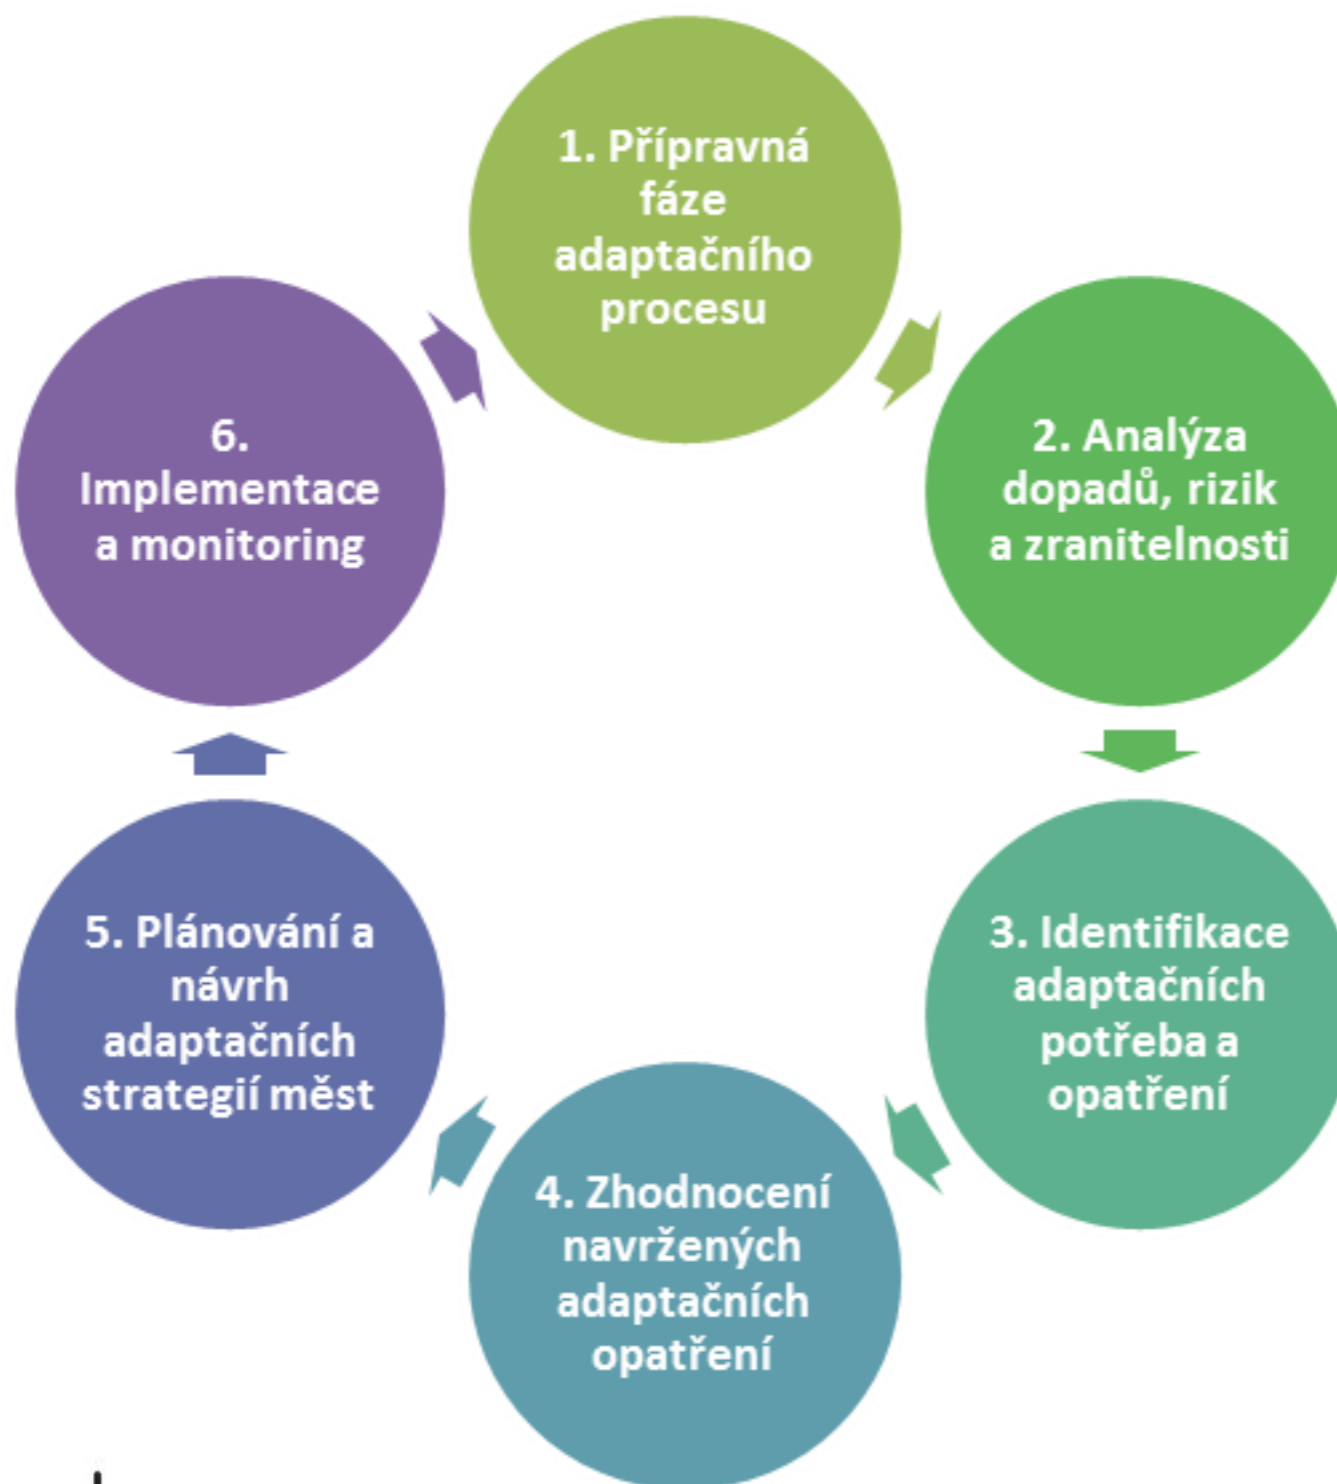 1. Přípravná
fáze
adaptačního
procesu
2. Analýza
dopadů, rizik
a zranitelnosti
3. Identifikace
adaptačních
potřeba a
opatření
4. Zhodnocení
navržených
adaptačních
opatření
5. Plánování a
návrh
adaptačních
strategií měst
6.
Implementace
a monitoring